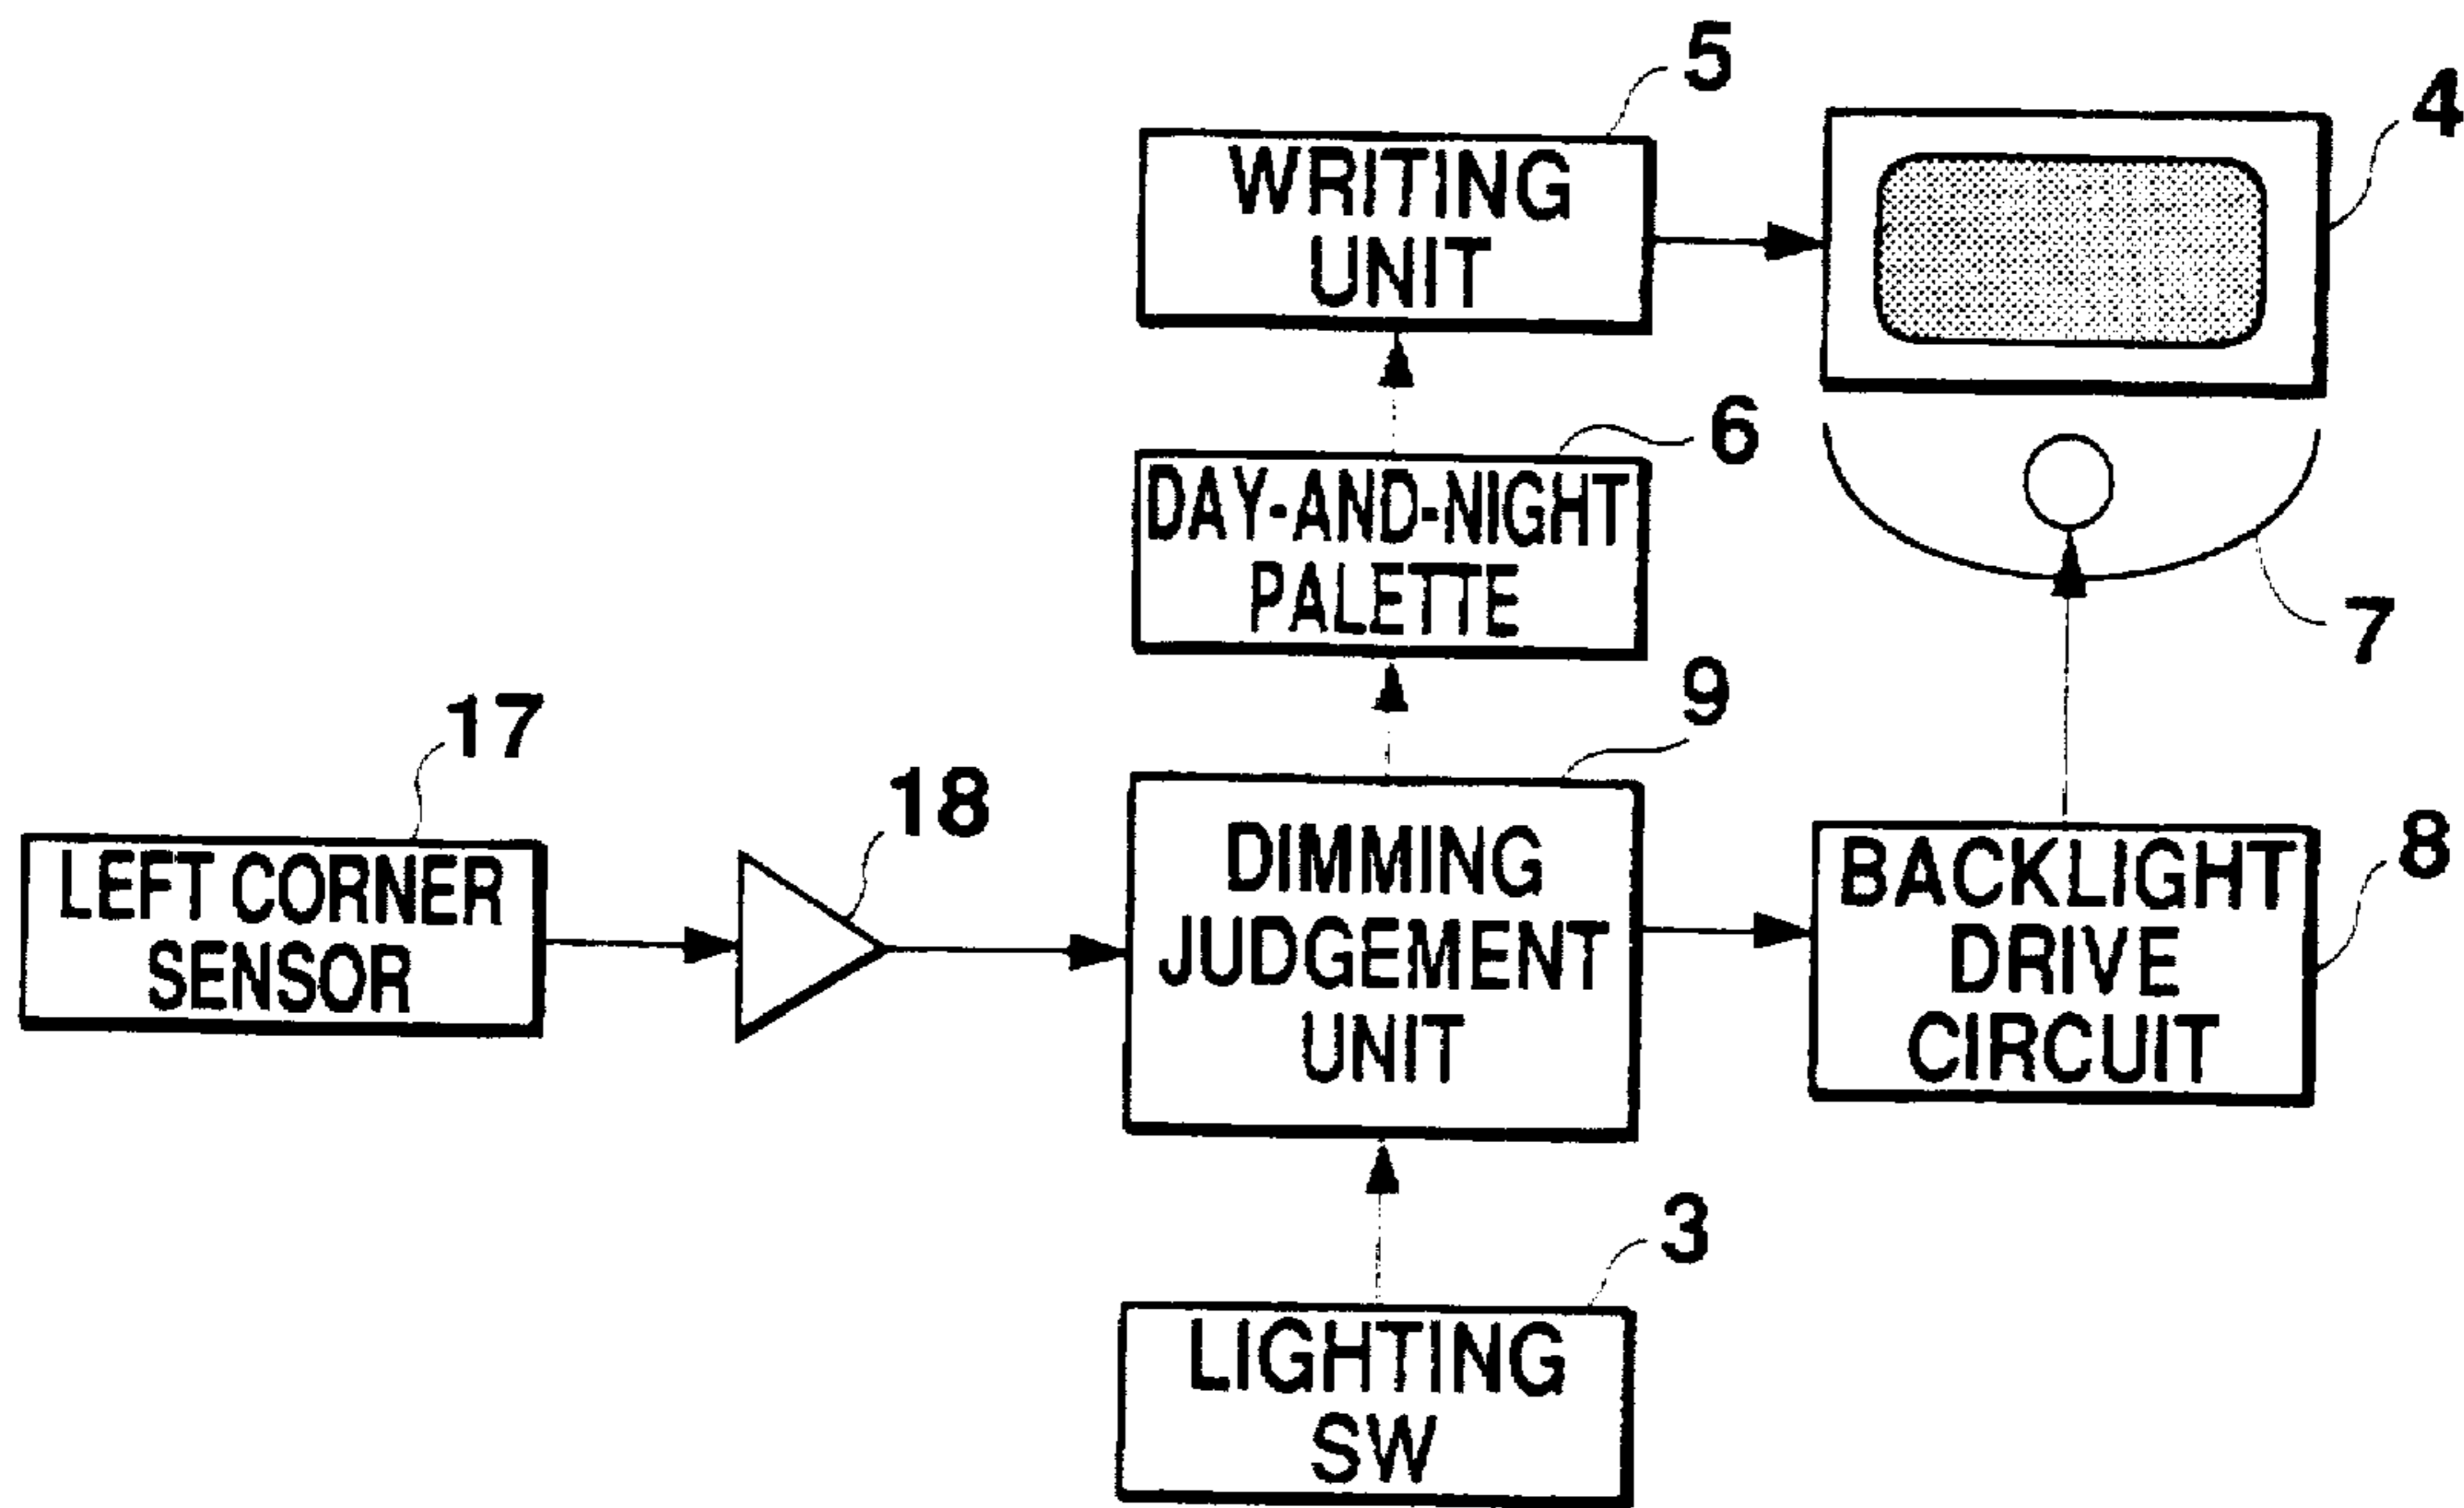 5
4
WRITING
UNIT
6
DAY-AND-NIGHT
PALETTE
7
9
17
18
LEFT CORNER
SENSOR
DIMMING
JUDGEMENT
UNIT
BACKLIGHT
DRIVE
CIRCUIT
8
3
LIGHTING
SW